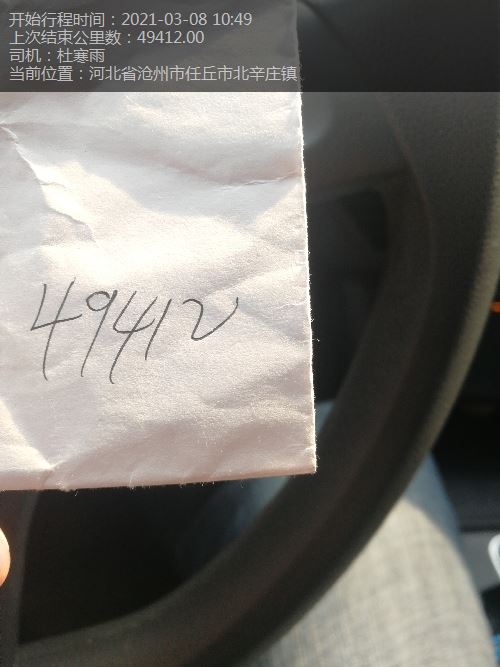 开始行程时间：2021-03-08 10:49
上次结束公里数：49412.00
司机：杜寒雨
当前位置：河北省沧州市任丘市北辛庄镇
49412